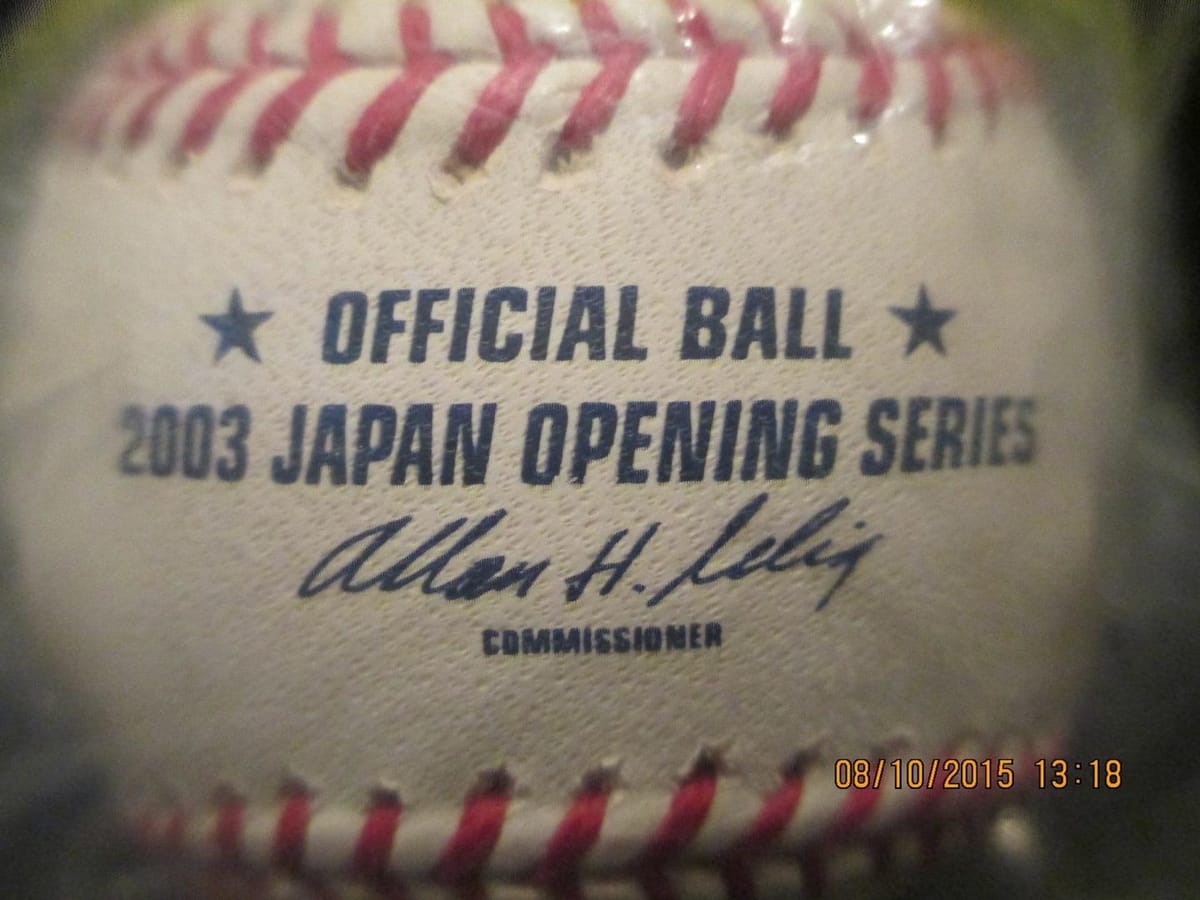 ★ OFFICIAL BALL ★
2003 JAPAN OPENING SERIES
Allan H. Selig
COMMISSIONER
08/10/2015 13:18